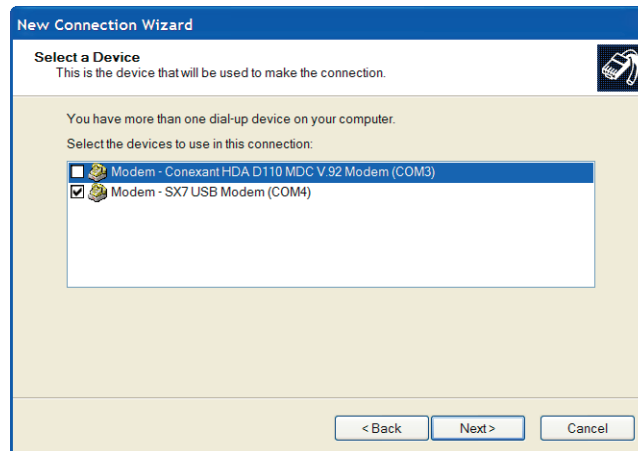 New Connection Wizard
Select a Device
This is the device that will be used to make the connection.
You have more than one dial-up device on your computer.
Select the devices to use in this connection:
Modem - Conexant HDA D110 MDC V.92 Modem (COM3)
Modem - SX7 USB Modem (COM4)
< Back Next > Cancel